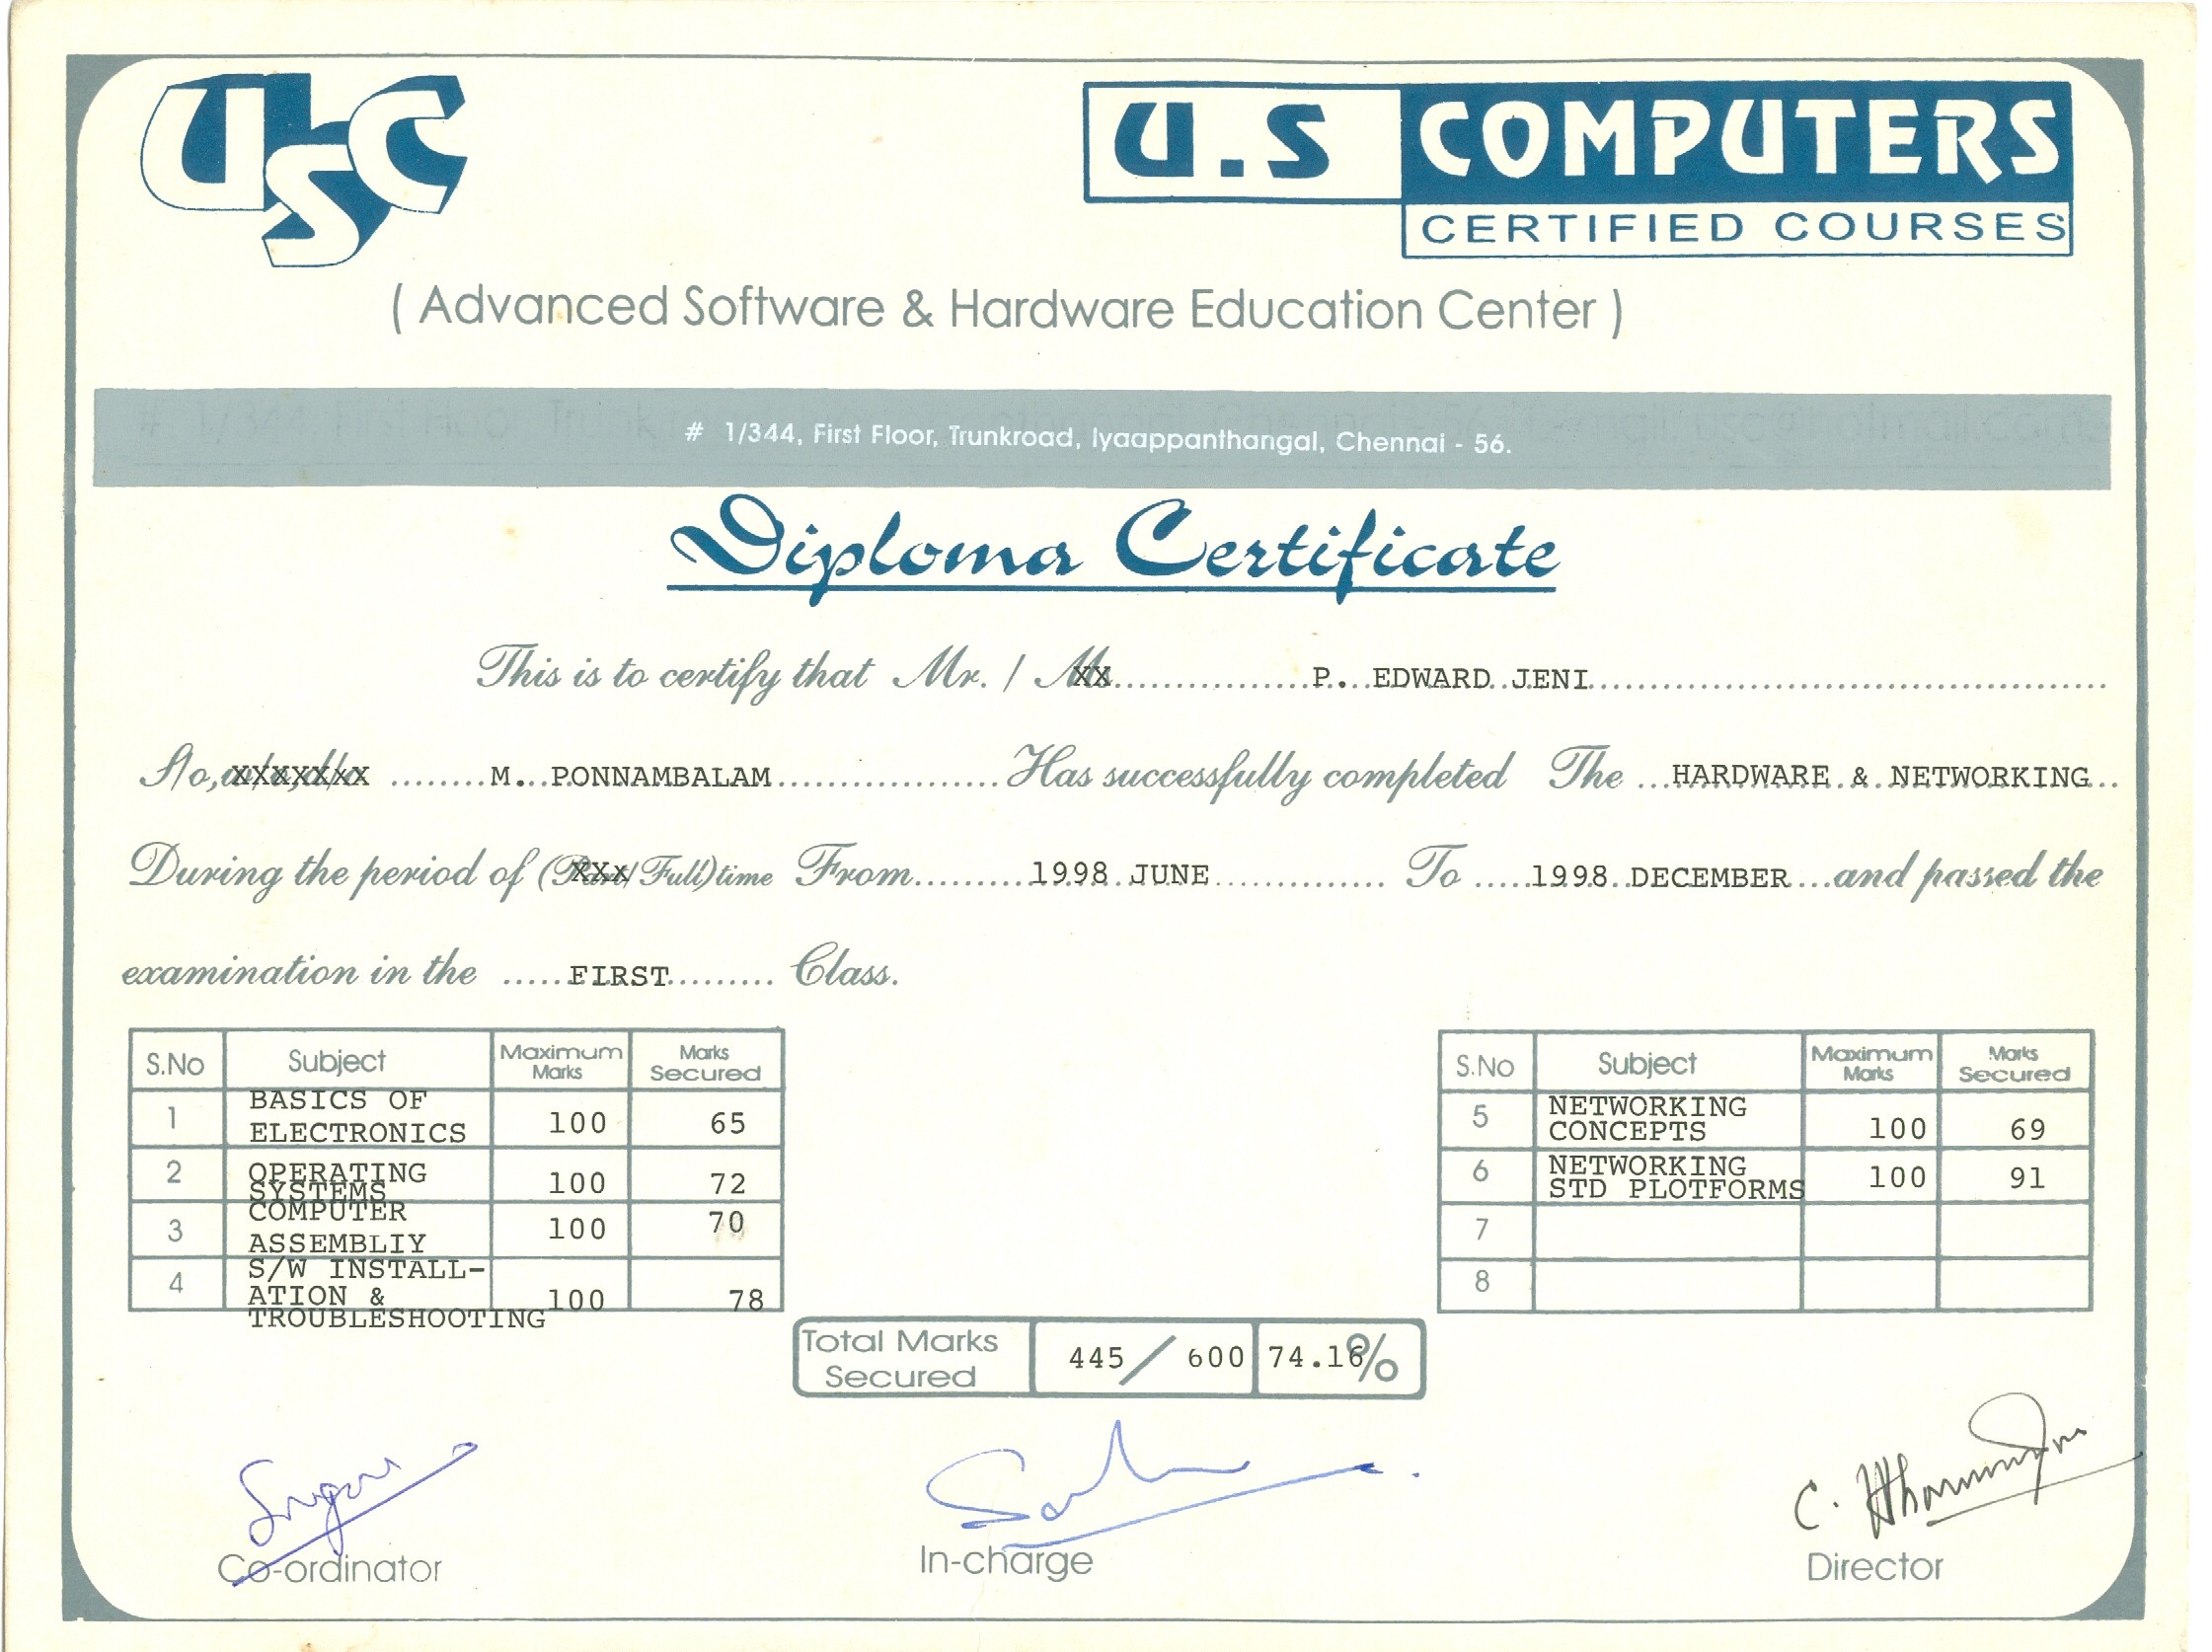 USC
U.S COMPUTERS
CERTIFIED COURSES
( Advanced Software & Hardware Education Center )
# 1/344, First Floor, Trunkroad, Iyaappanthangal, Chennai - 56.
Diploma Certificate
This is to certify that Mr. / Ms xx P. EDWARD JENI
S/o, w/o, d/o xxxxxxx M. PONNAMBALAM Has successfully completed The HARDWARE & NETWORKING
During the period of (Part xxx / Full) time From 1998 JUNE To 1998 DECEMBER and passed the
examination in the FIRST Class.
S.No Subject Maximum Marks Marks Secured
1 BASICS OF ELECTRONICS 100 65
2 OPERATING SYSTEMS 100 72
3 COMPUTER ASSEMBLIY 100 70
4 S/W INSTALL-ATION & TROUBLESHOOTING 100 78
S.No Subject Maximum Marks Marks Secured
5 NETWORKING CONCEPTS 100 69
6 NETWORKING STD PLOTFORMS 100 91
7
8
Total Marks Secured 445 / 600 74.16%
Co-ordinator
In-charge
Director